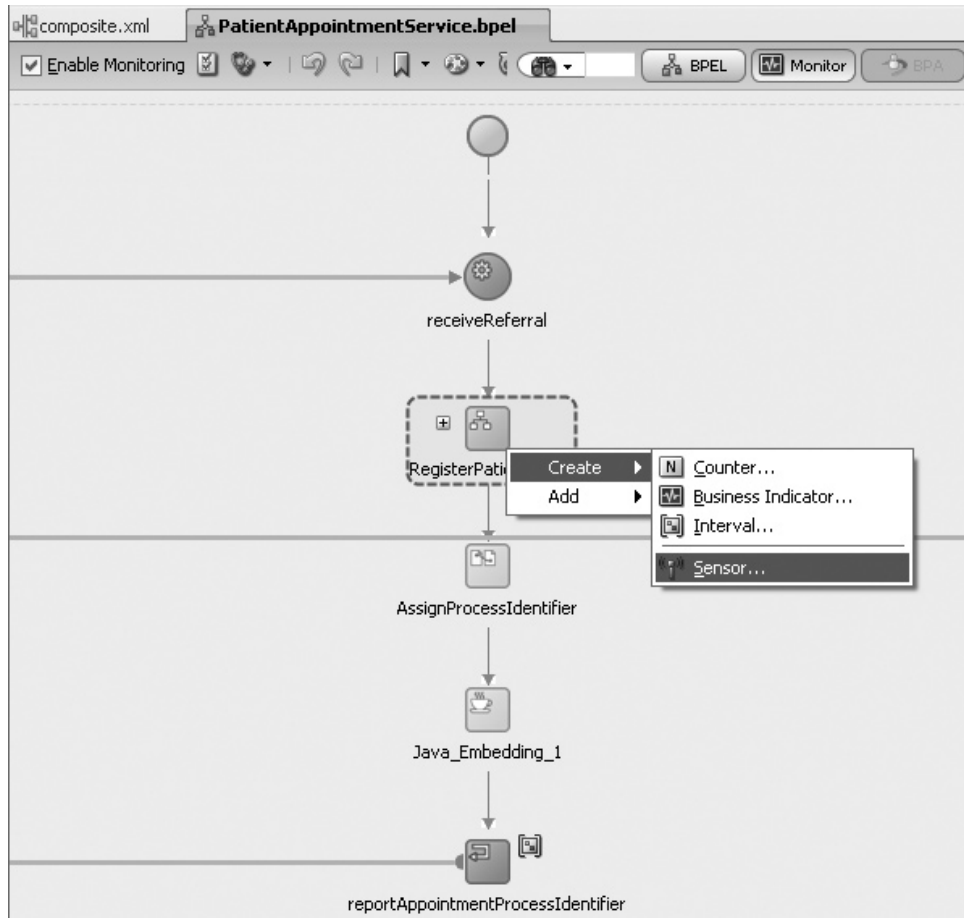 composite.xml PatientAppointmentService.bpel
Enable Monitoring BPEL Monitor BPA
receiveReferral
RegisterPati
Create
Add
N Counter...
Business Indicator...
Interval...
Sensor...
AssignProcessIdentifier
Java_Embedding_1
reportAppointmentProcessIdentifier